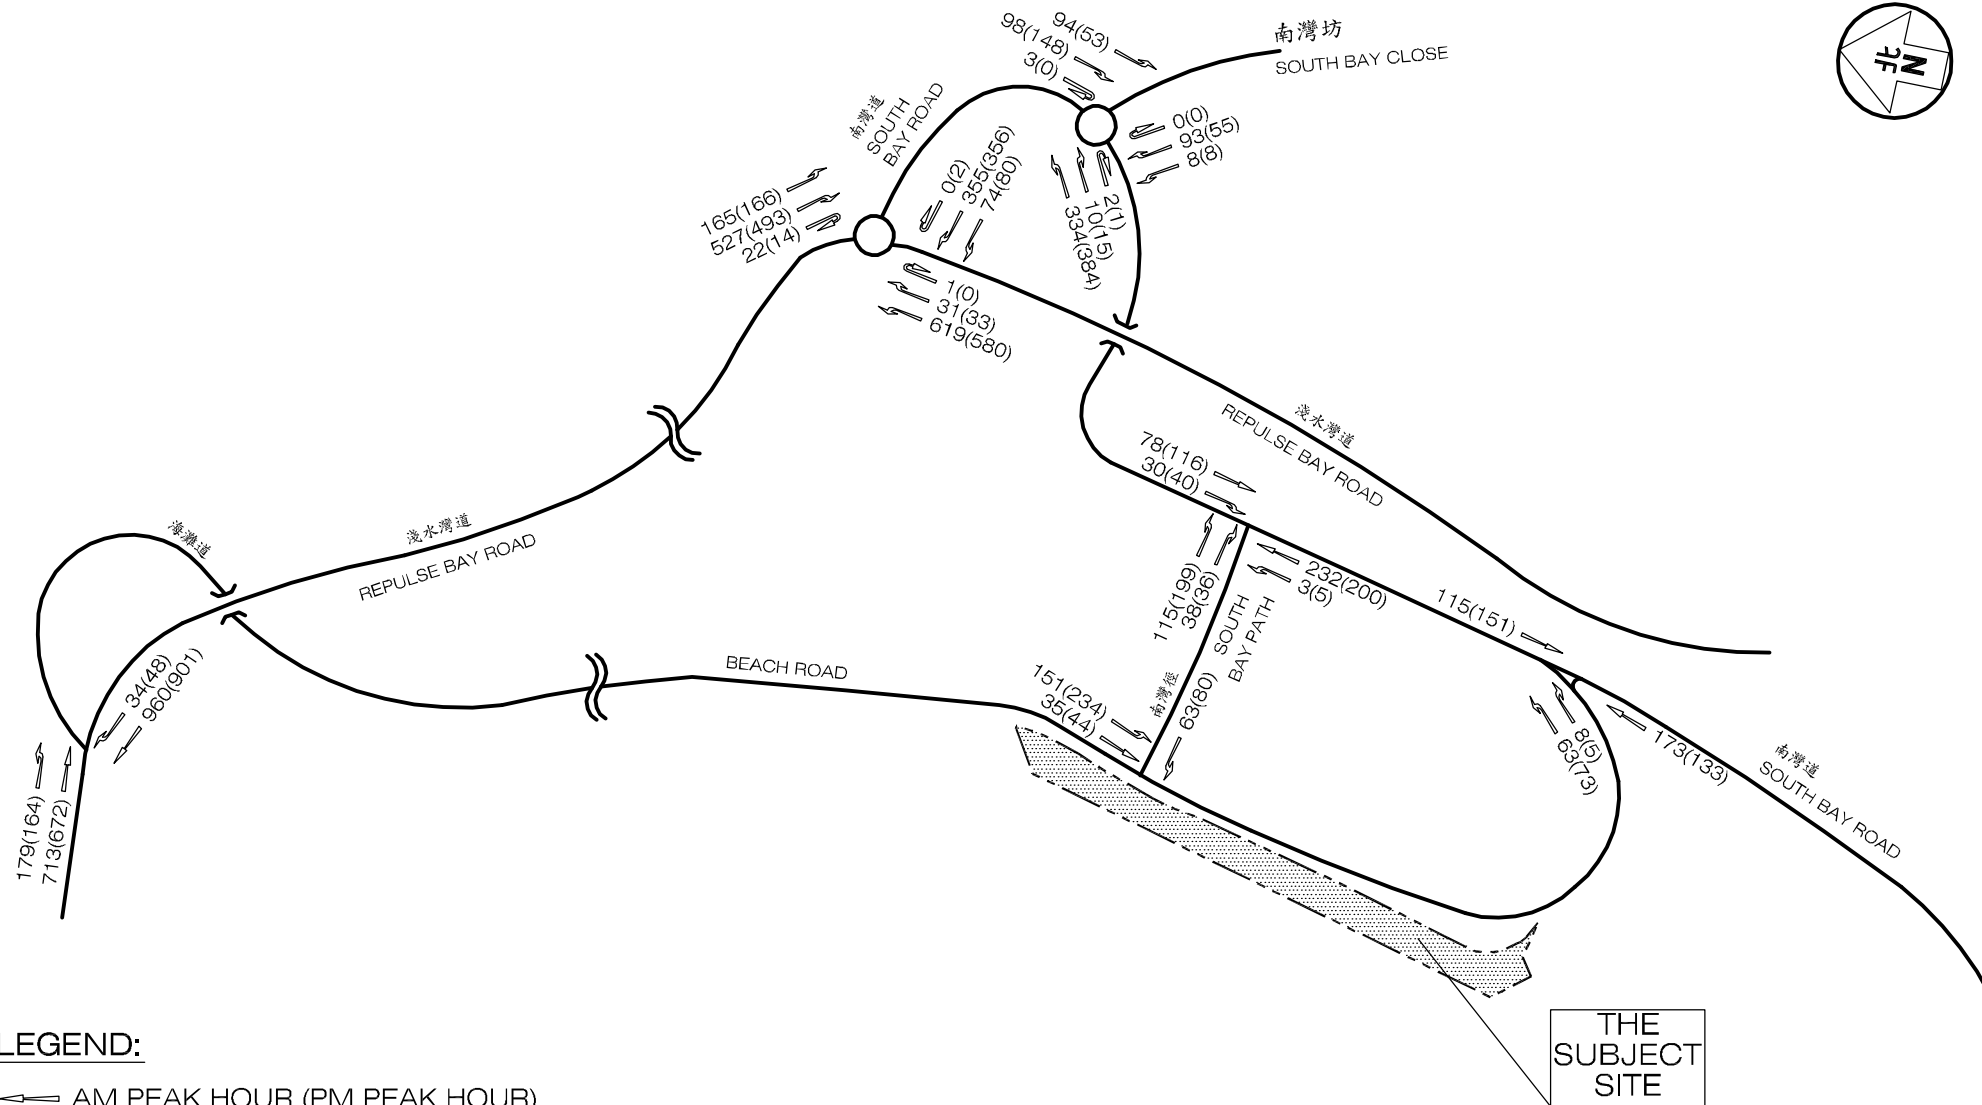 94(53)
98(148)
3(0)
南灣坊
SOUTH BAY CLOSE
北
N
南灣道
SOUTH
BAY ROAD
0(0)
93(55)
8(8)
0(2)
355(356)
74(80)
2(1)
10(15)
334(384)
165(166)
527(493)
22(14)
1(0)
31(33)
619(580)
淺水灣道
REPULSE BAY ROAD
78(116)
30(40)
海灘道
淺水灣道
REPULSE BAY ROAD
115(199)
38(36)
232(200)
3(5)
115(151)
南灣徑
SOUTH
BAY PATH
34(48)
960(901)
BEACH ROAD
151(234)
35(44)
63(80)
8(5)
63(73)
173(133)
南灣道
SOUTH BAY ROAD
179(164)
713(672)
LEGEND:
AM PEAK HOUR (PM PEAK HOUR)
THE
SUBJECT
SITE